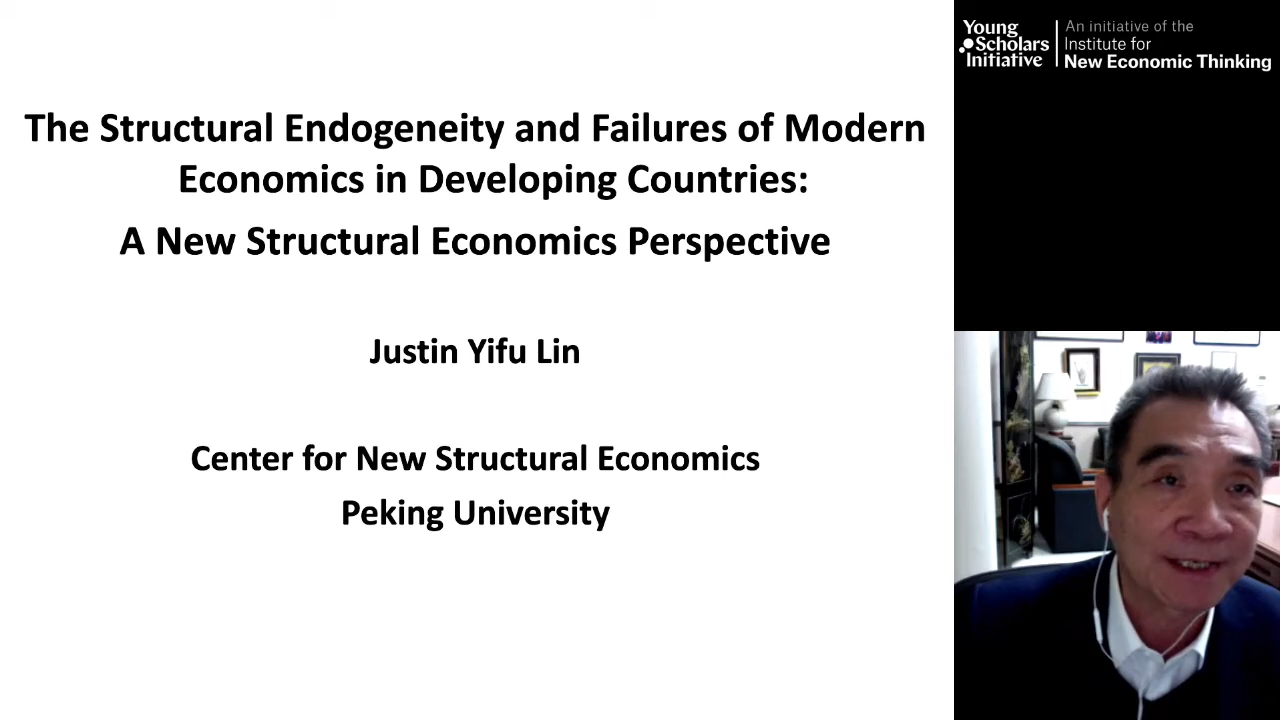 The Structural Endogeneity and Failures of Modern
Economics in Developing Countries:
A New Structural Economics Perspective
Justin Yifu Lin
Center for New Structural Economics
Peking University
Young
Scholars
Initiative
An initiative of the
Institute for
New Economic Thinking